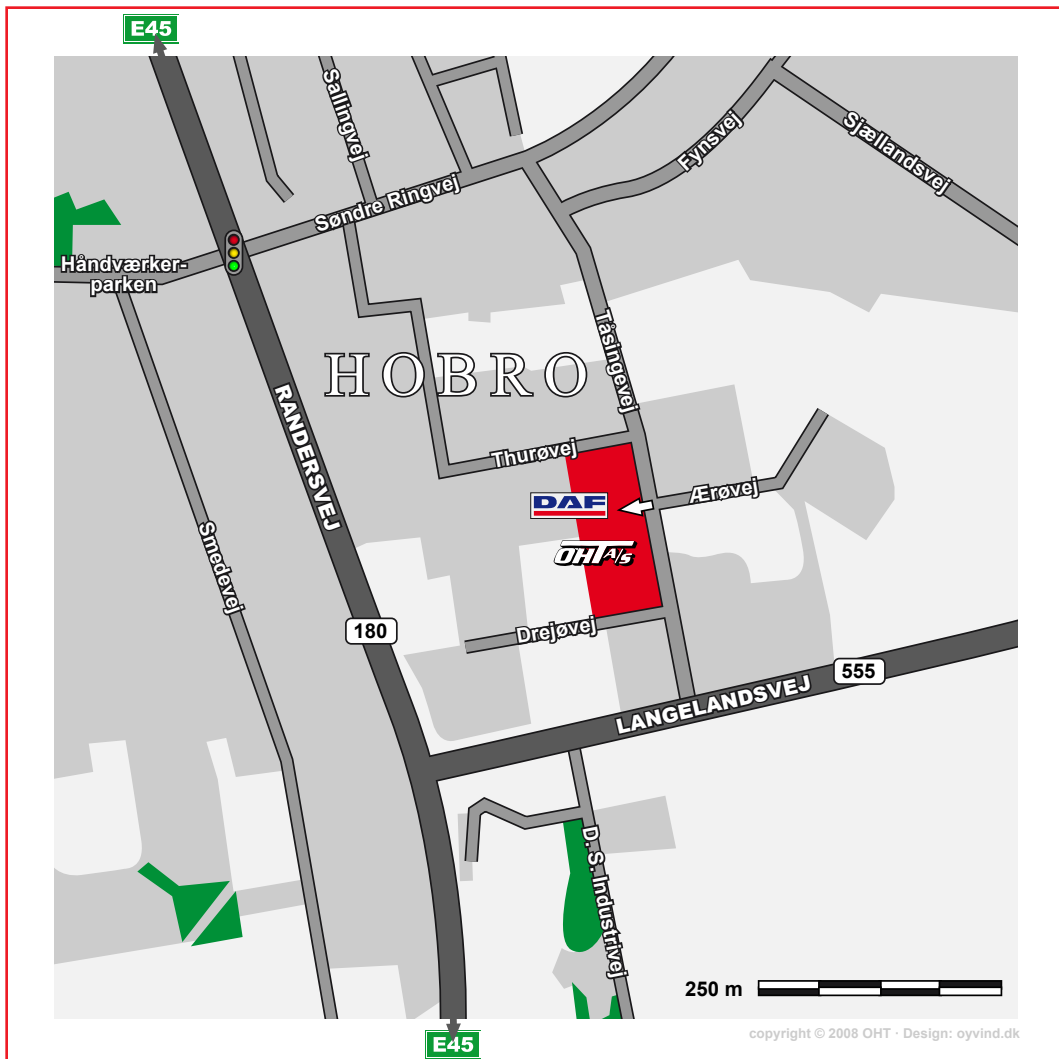 E45
Sallingvej
Fynsvej
Sjællandsvej
Søndre Ringvej
Håndværker-
parken
Tåsingevej
HOBRO
RANDERSVEJ
Thurøvej
Ærøvej
DAF
OHT A/S
Smedevej
180
Drejøvej
555
LANGELANDSVEJ
D. S. Industrivej
250 m
copyright © 2008 OHT · Design: oyvind.dk
E45